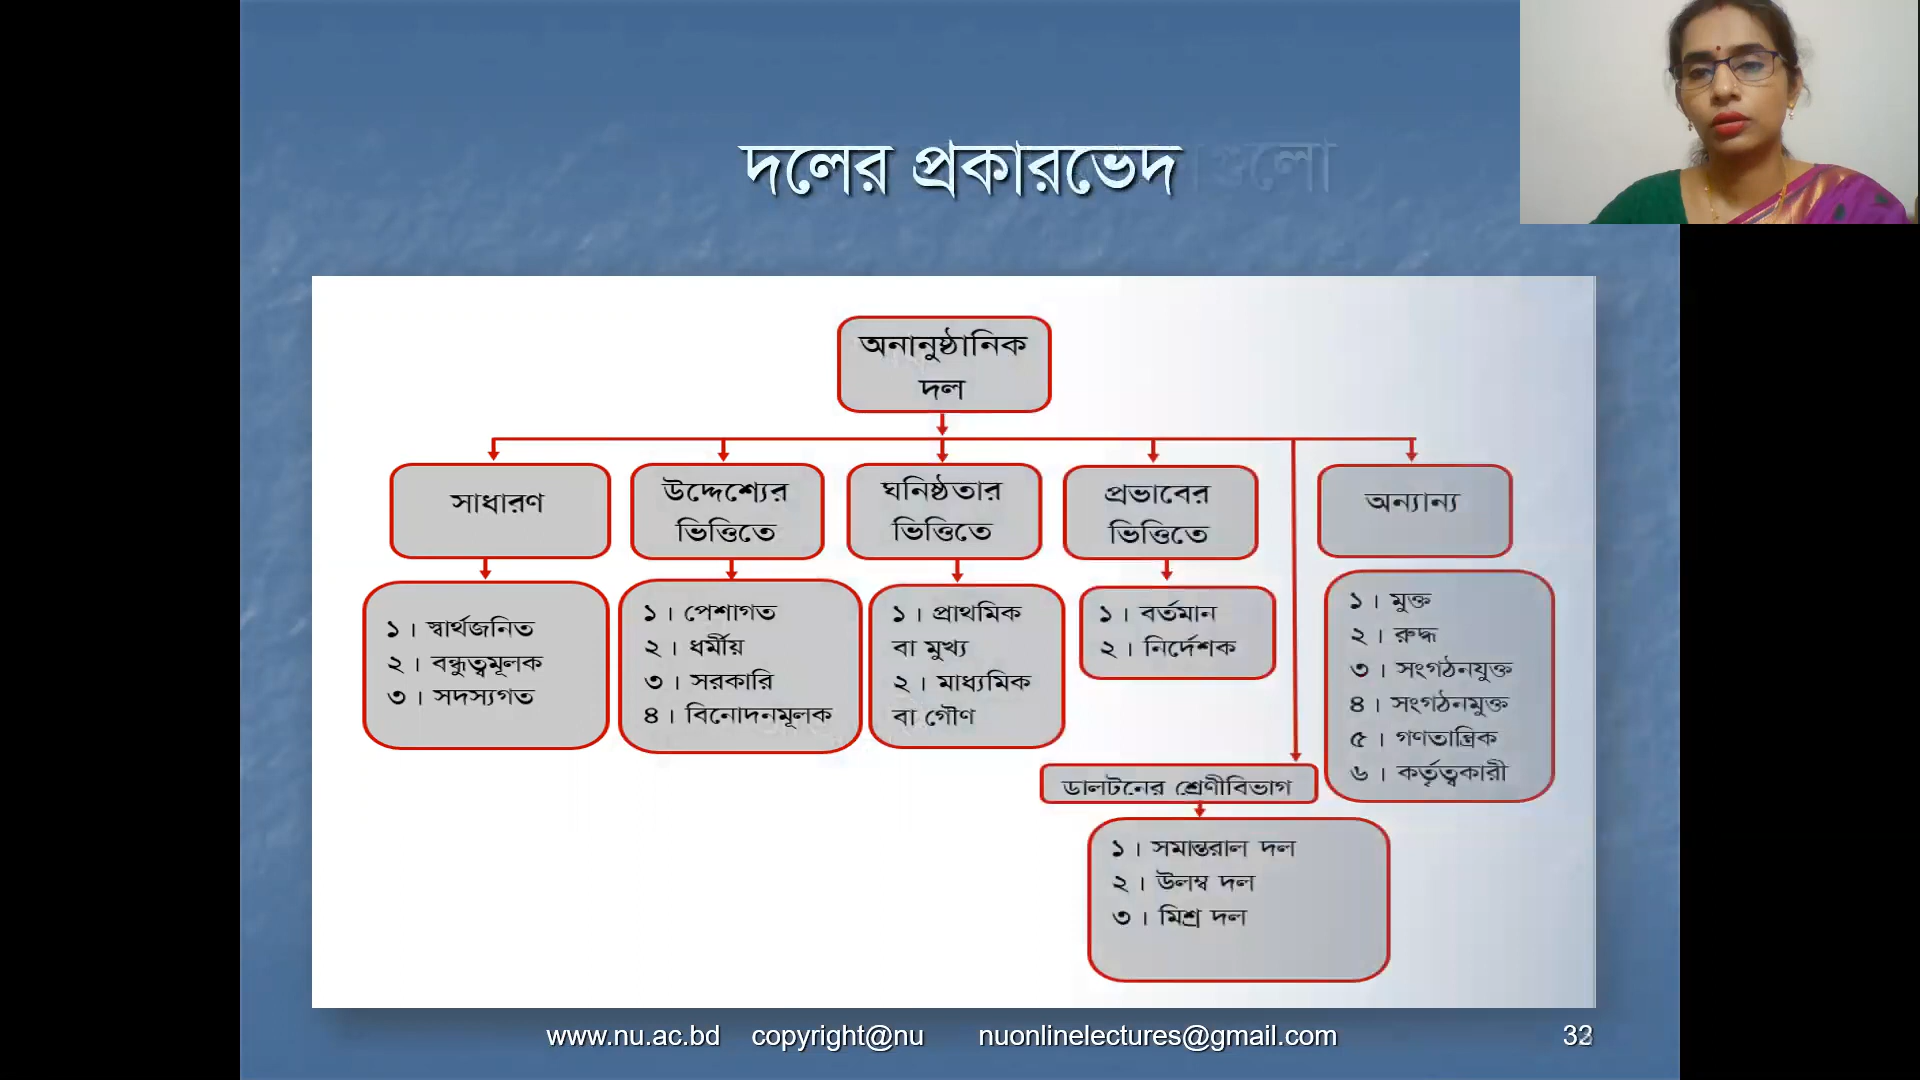 দলের প্রকারভেদ
অনানুষ্ঠানিক
দল
সাধারণ
উদ্দেশ্যের
ভিত্তিতে
ঘনিষ্ঠতার
ভিত্তিতে
প্রভাবের
ভিত্তিতে
অন্যান্য
১। স্বার্থজনিত
২। বন্ধুত্বমূলক
৩। সদস্যগত
১। পেশাগত
২। ধর্মীয়
৩। সরকারি
৪। বিনোদনমূলক
১। প্রাথমিক
বা মুখ্য
২। মাধ্যমিক
বা গৌণ
১। বর্তমান
২। নির্দেশক
১। মুক্ত
২। রুদ্ধ
৩। সংগঠনযুক্ত
৪। সংগঠনমুক্ত
৫। গণতান্ত্রিক
৬। কর্তৃত্বকারী
ডালটনের শ্রেণীবিভাগ
১। সমান্তরাল দল
২। উলম্ব দল
৩। মিশ্র দল
www.nu.ac.bd copyright@nu nuonlinelectures@gmail.com